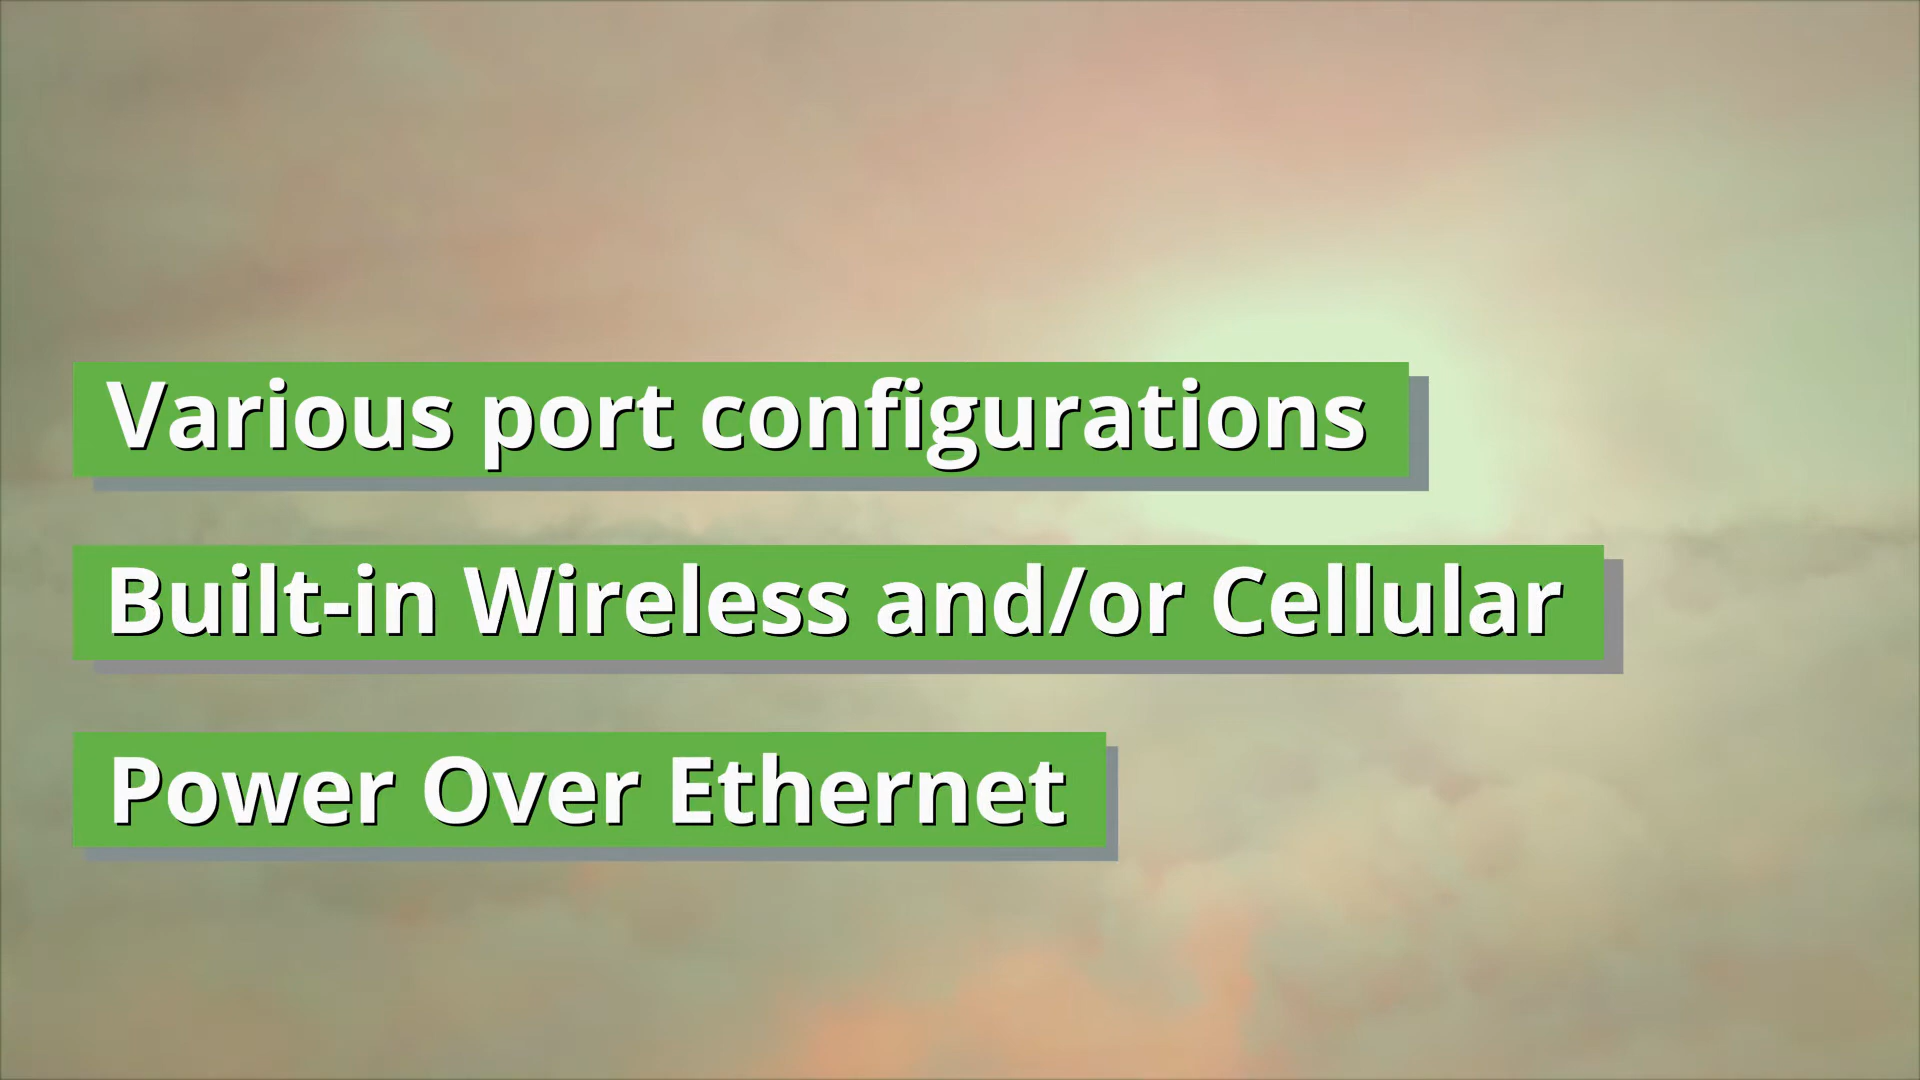 Various port configurations
Built-in Wireless and/or Cellular
Power Over Ethernet